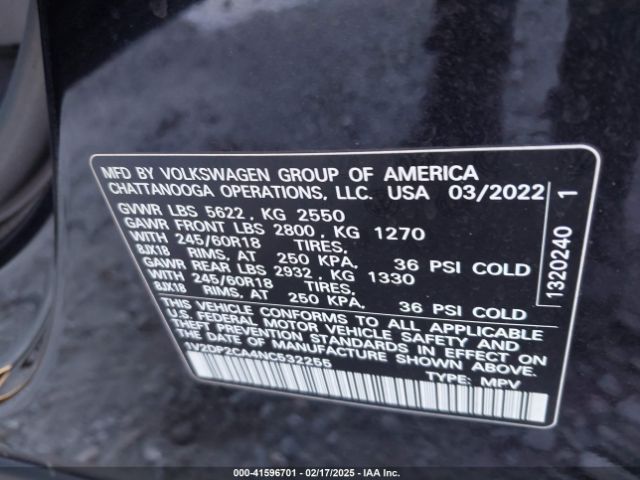 MFD BY VOLKSWAGEN GROUP OF AMERICA
CHATTANOOGA OPERATIONS, LLC. USA 03/2022
GVWR LBS 5622, KG 2550
GAWR FRONT LBS 2800, KG 1270
WITH 245/60R18 TIRES,
8JX18 RIMS, AT 250 KPA, 36 PSI COLD
GAWR REAR LBS 2932, KG 1330
WITH 245/60R18 TIRES,
8JX18 RIMS, AT 250 KPA, 36 PSI COLD
THIS VEHICLE CONFORMS TO ALL APPLICABLE
U.S. FEDERAL MOTOR VEHICLE SAFETY AND
THEFT PREVENTION STANDARDS IN EFFECT ON
THE DATE OF MANUFACTURE SHOWN ABOVE.
1V2DP2CA4NC532256
TYPE: MPV
1320240 1
000-41596701 - 02/17/2025 - IAAI.COM